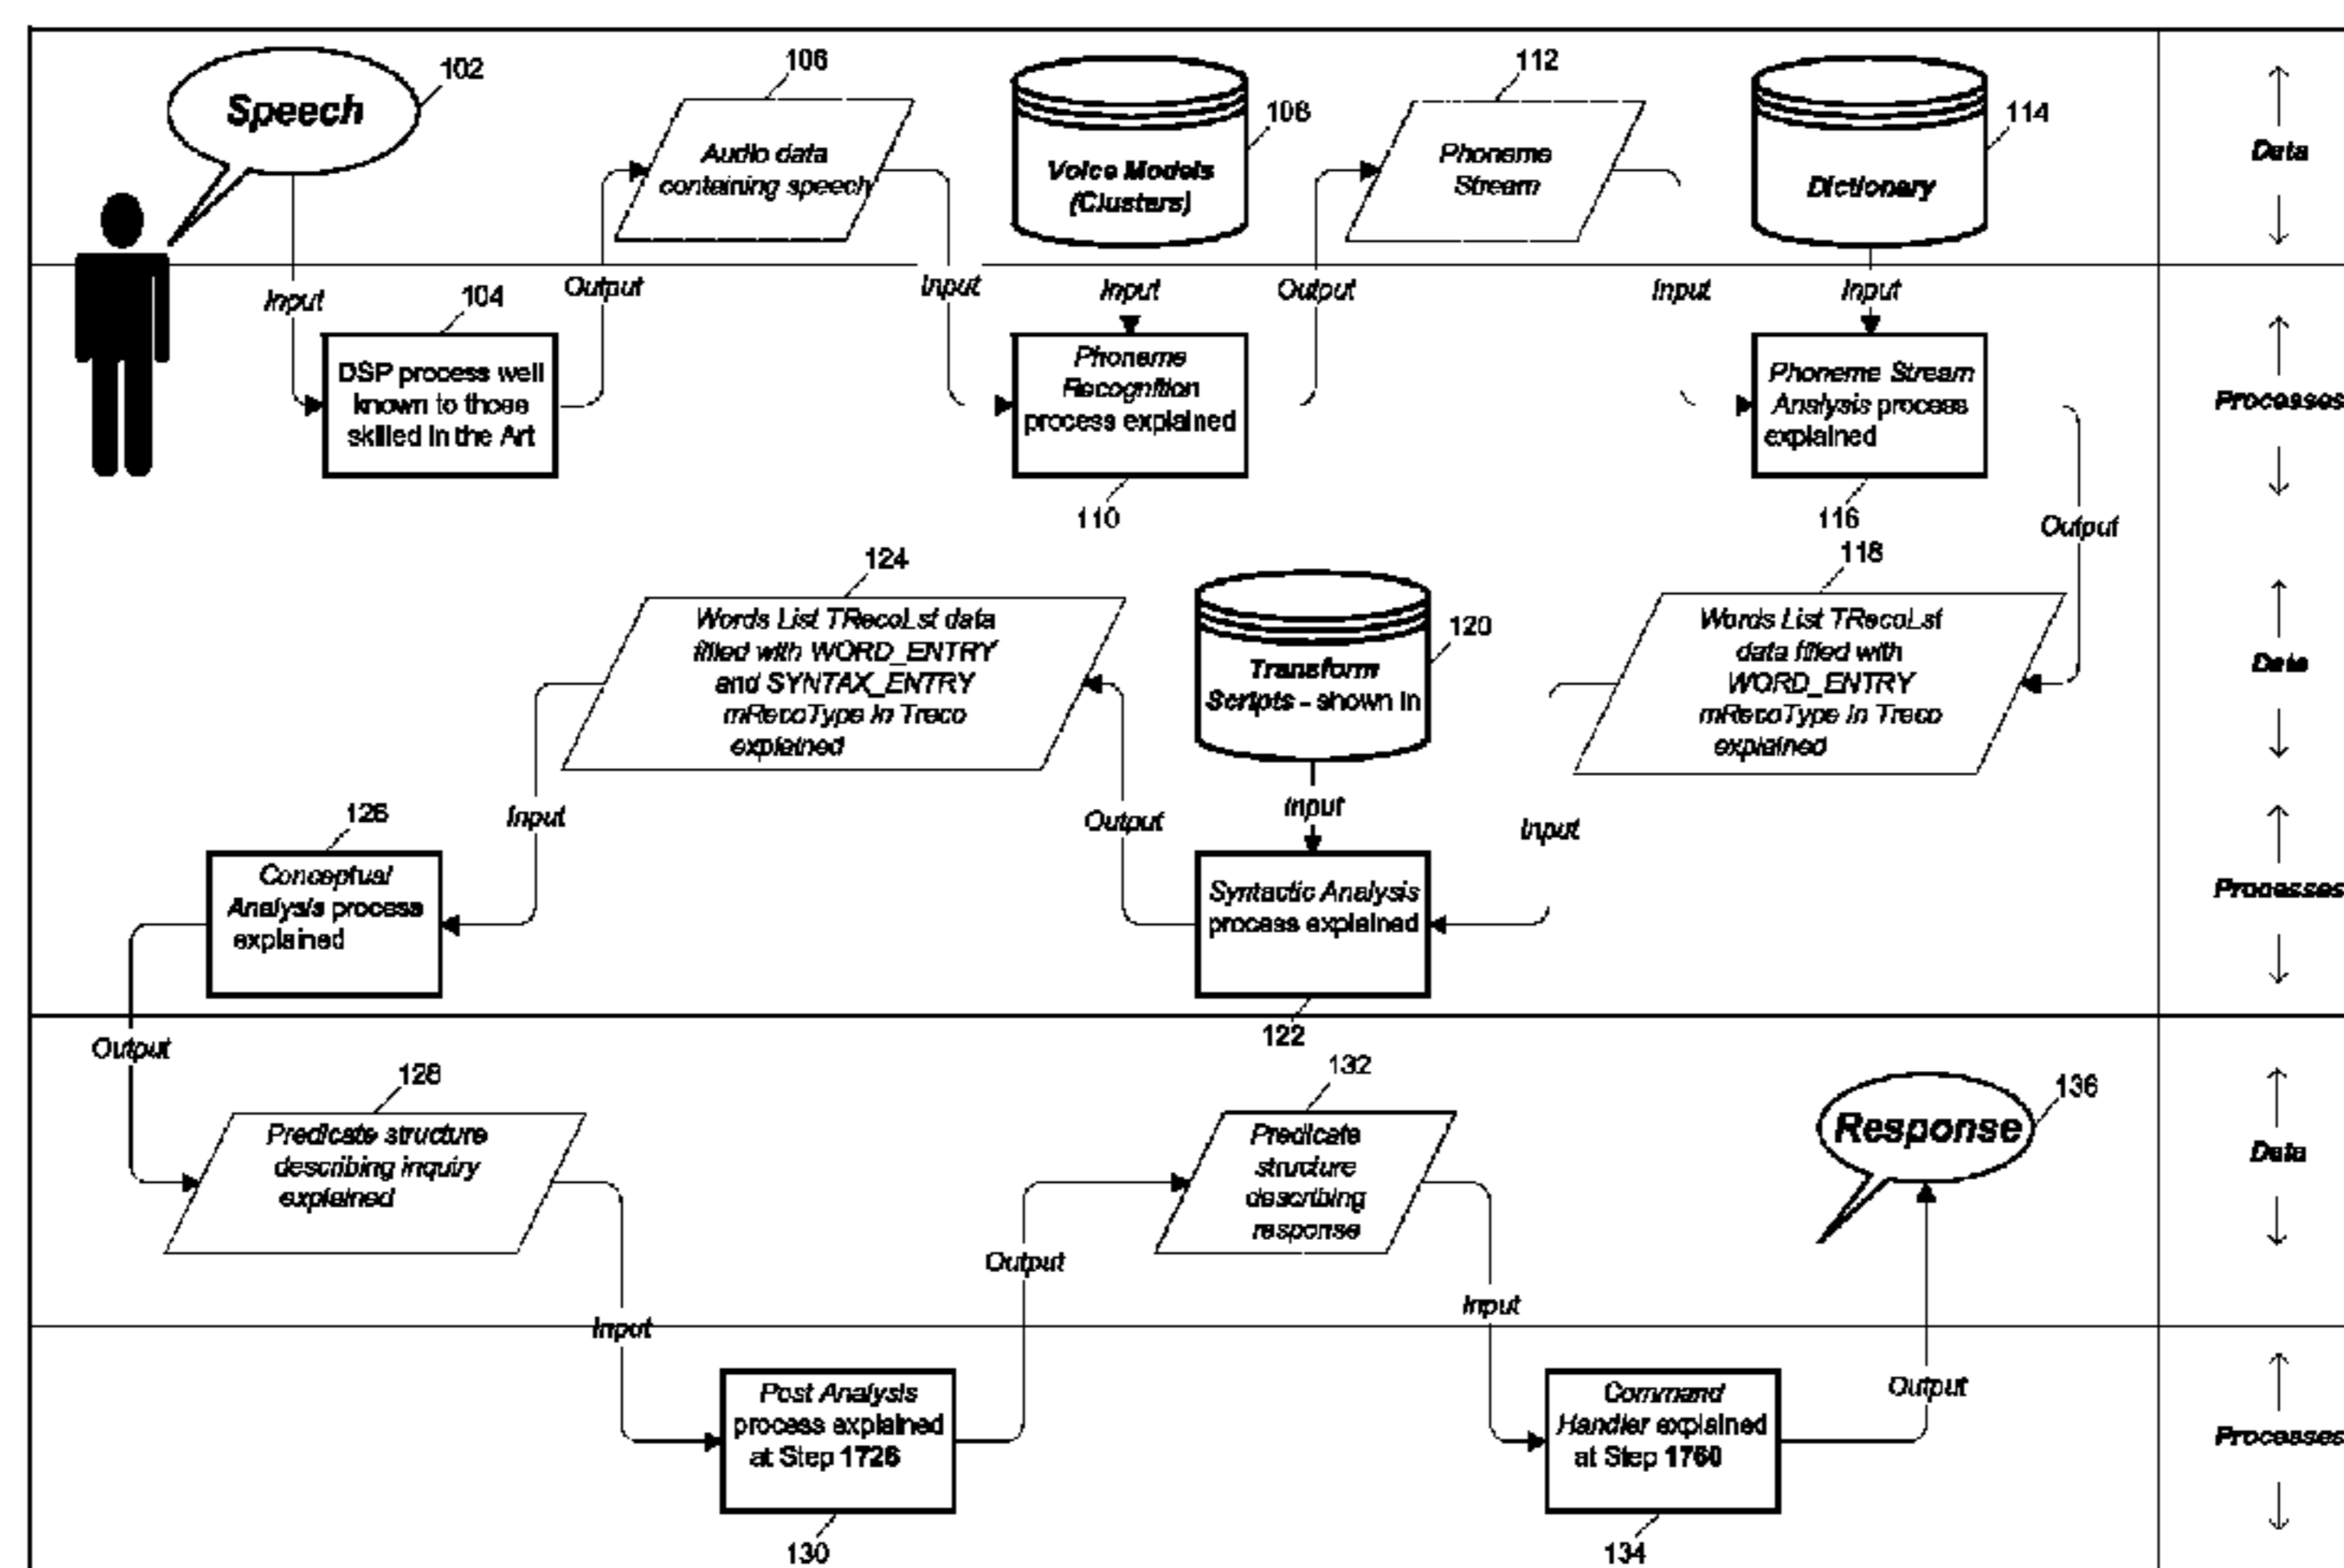 102
106
112
Speech
108
114
Audio data
containing speech
Voice Models
(Clusters)
Phoneme
Stream
Dictionary
Data
Input
104
Output
Input
Input
Output
Input
Input
DSP process well
known to those
skilled in the Art
Phoneme
Recognition
process explained
Phoneme Stream
Analysis process
explained
Processes
110
116
Output
124
118
Words List TRecoLst data
filled with WORD_ENTRY
and SYNTAX_ENTRY
mRecoType in Treco
explained
120
Transform
Scripts - shown in
Words List TRecoLst
data filled with
WORD_ENTRY
mRecoType in Treco
explained
Data
126
Input
Output
Input
Input
Conceptual
Analysis process
explained
Syntactic Analysis
process explained
Processes
122
Output
128
132
136
Predicate structure
describing inquiry
explained
Predicate
structure
describing
response
Response
Data
Output
Input
Input
Output
Post Analysis
process explained
at Step 1726
Command
Handler explained
at Step 1760
Processes
130
134